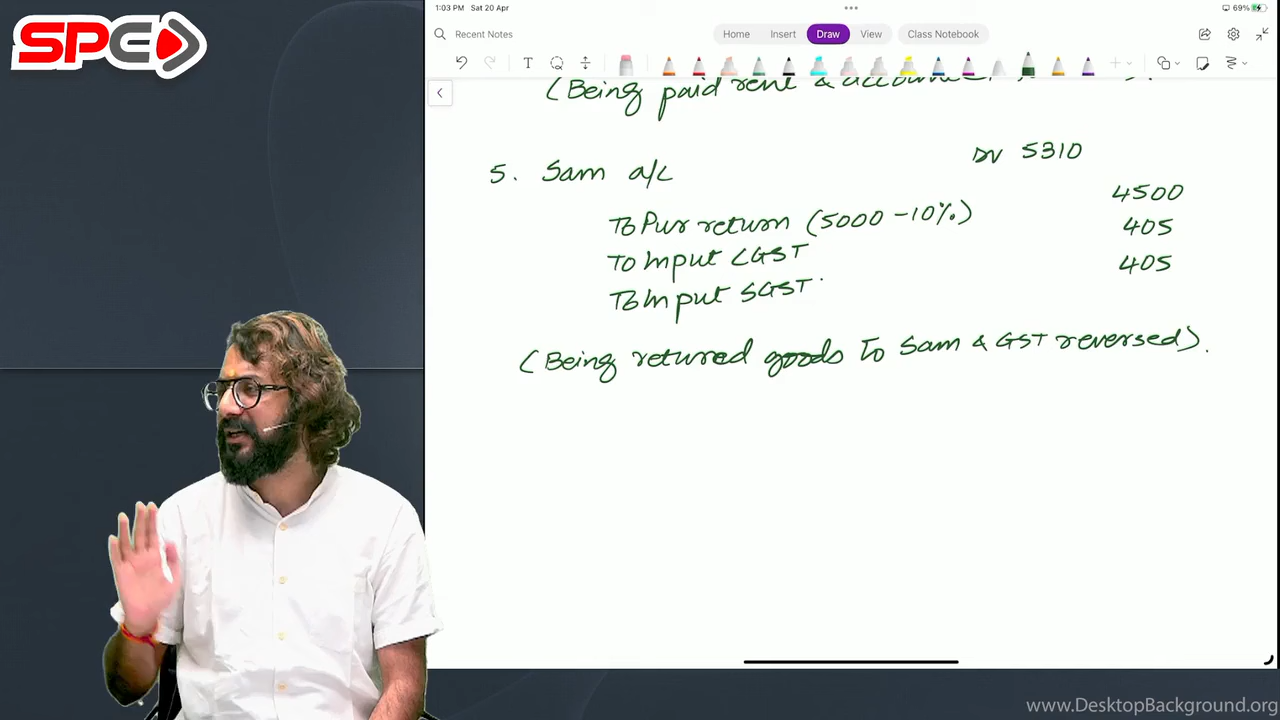 SPED
1:03 PM Sat 20 Apr
69%
Recent Notes
Home Insert Draw View Class Notebook
(Being paid rent &
5. Sam a/c Dr 5310
To Pur return (5000 -10%) 4500
To Input CGST 405
To Input SGST 405
(Being retured goods To Sam & GST reversed).
www.DesktopBackground.org